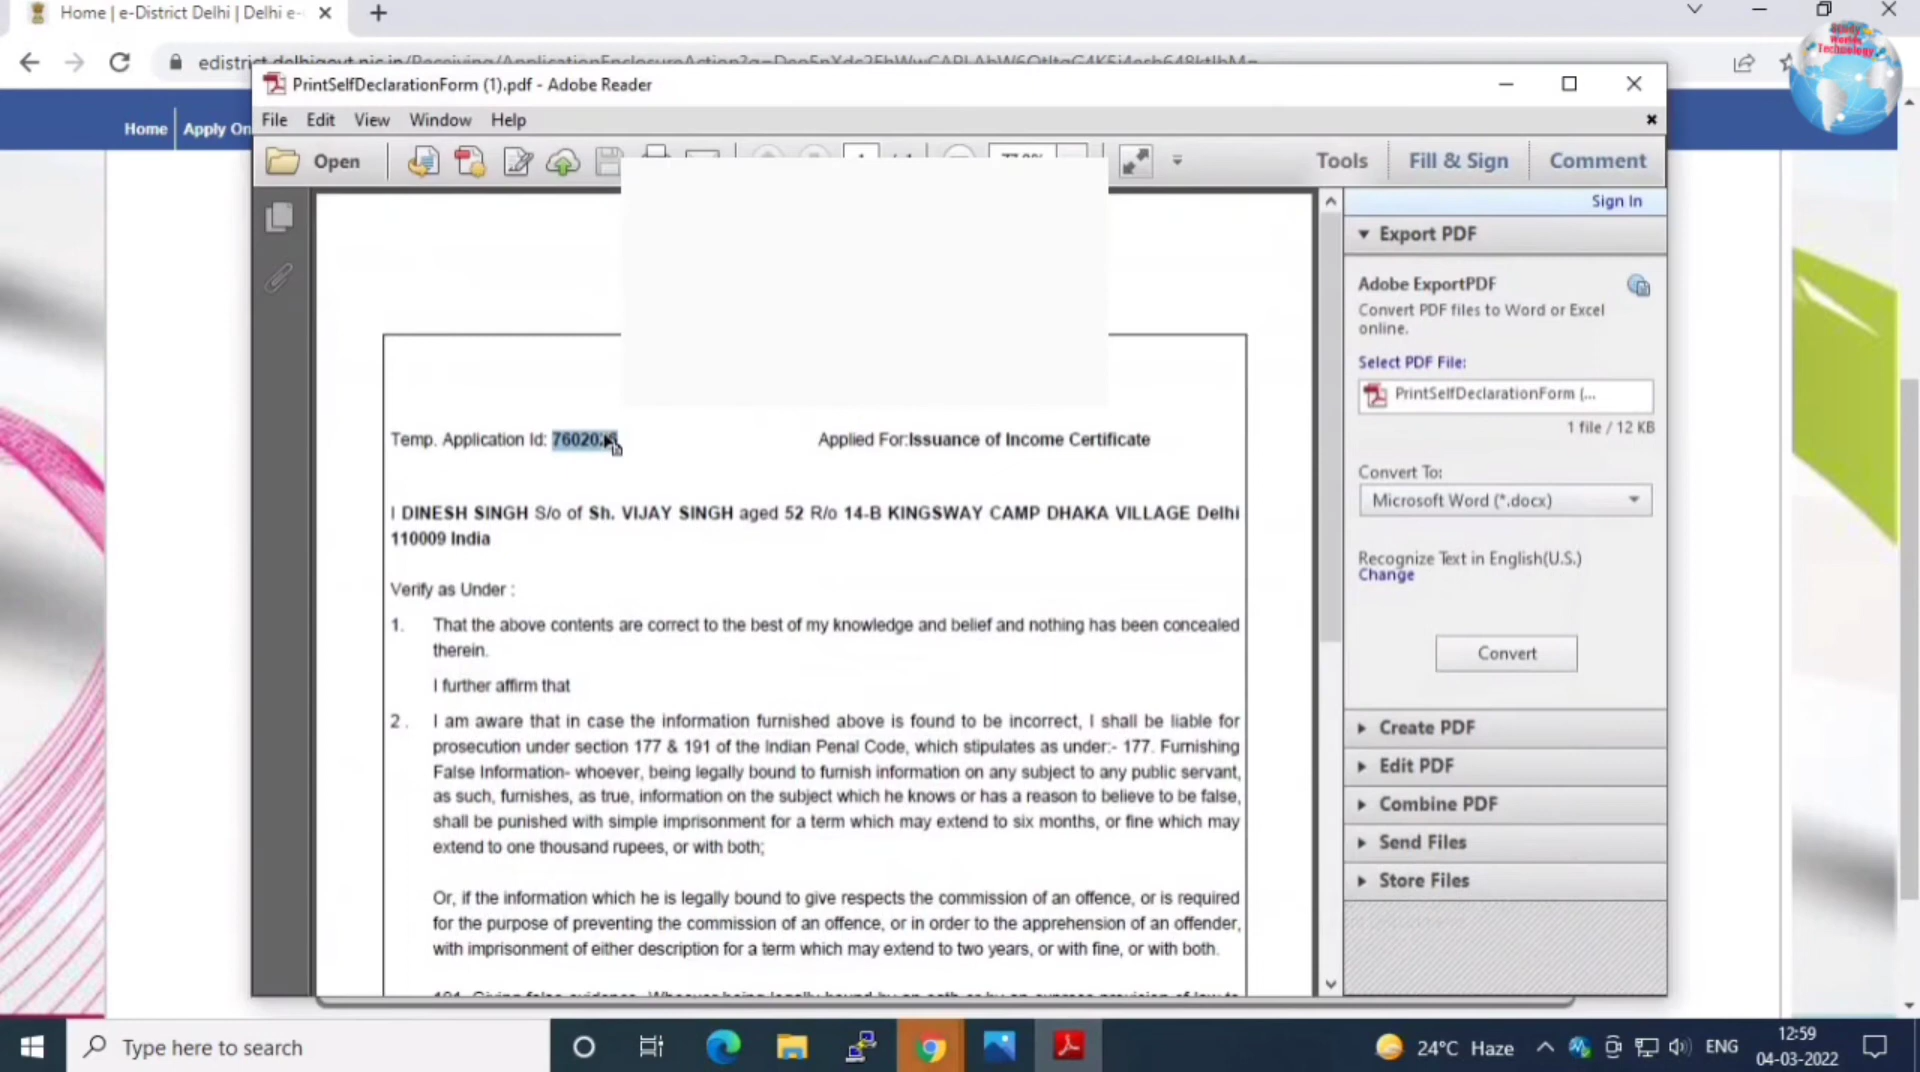 Home | e-District Delhi | Delhi e-
Study
World
Technology
PrintSelfDeclarationForm (1).pdf - Adobe Reader
Home Apply On
File Edit View Window Help
Open Tools Fill & Sign Comment
Sign In
Export PDF
Adobe ExportPDF
Convert PDF files to Word or Excel
online.
Select PDF File:
PrintSelfDeclarationForm (...
1 file / 12 KB
Convert To:
Microsoft Word (*.docx)
Recognize Text in English(U.S.)
Change
Convert
Create PDF
Edit PDF
Combine PDF
Send Files
Store Files
Temp. Application Id: Applied For:Issuance of Income Certificate
I DINESH SINGH S/o of Sh. VIJAY SINGH aged 52 R/o 14-B KINGSWAY CAMP DHAKA VILLAGE Delhi
110009 India
Verify as Under :
1. That the above contents are correct to the best of my knowledge and belief and nothing has been concealed
therein.
I further affirm that
2 . I am aware that in case the information furnished above is found to be incorrect, I shall be liable for
prosecution under section 177 & 191 of the Indian Penal Code, which stipulates as under:- 177. Furnishing
False Information- whoever, being legally bound to furnish information on any subject to any public servant,
as such, furnishes, as true, information on the subject which he knows or has a reason to believe to be false,
shall be punished with simple imprisonment for a term which may extend to six months, or fine which may
extend to one thousand rupees, or with both;
Or, if the information which he is legally bound to give respects the commission of an offence, or is required
for the purpose of preventing the commission of an offence, or in order to the apprehension of an offender,
with imprisonment of either description for a term which may extend to two years, or with fine, or with both.
Type here to search
24°C Haze
ENG
12:59
04-03-2022